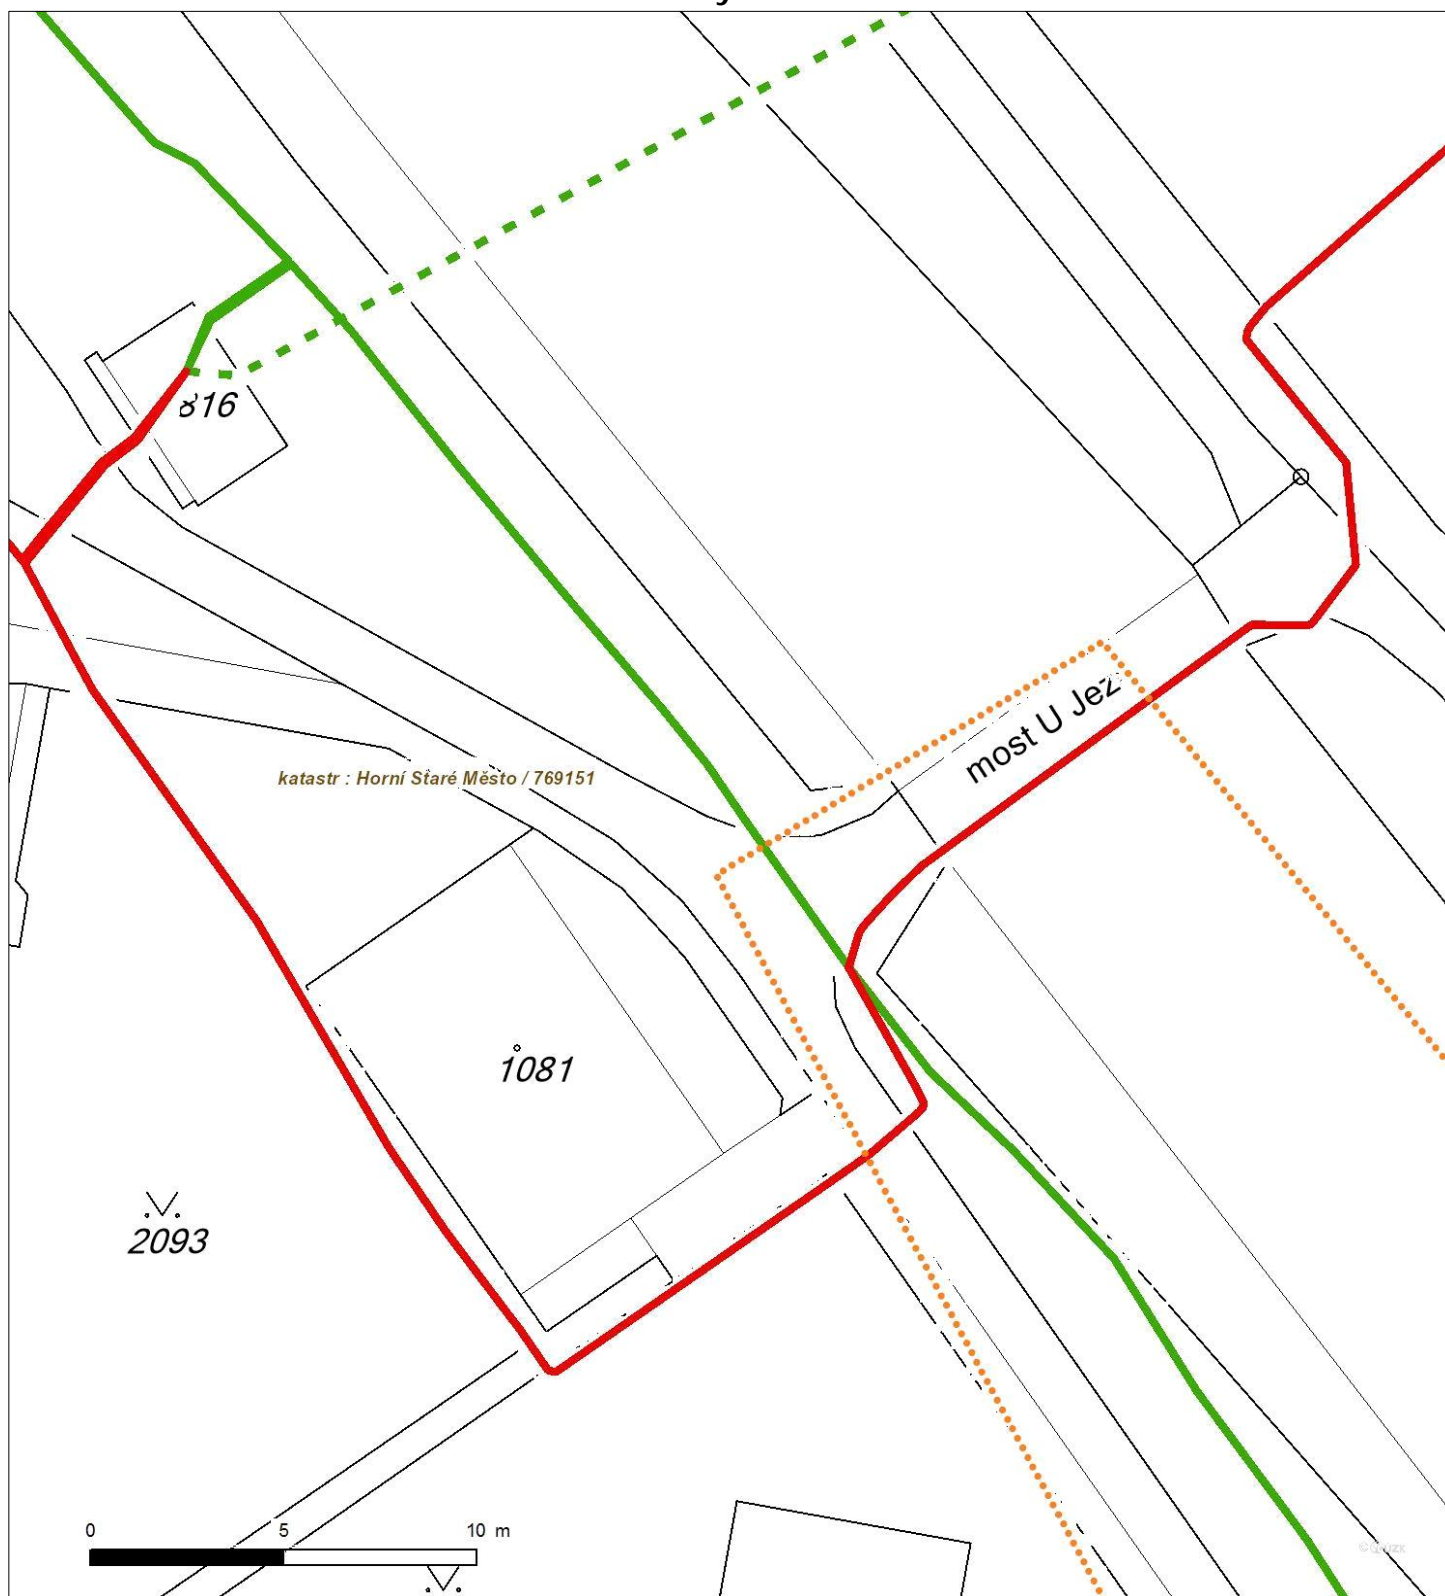 816
most U Jez
katastr : Horní Staré Město / 769151
1081
2093
0 5 10 m